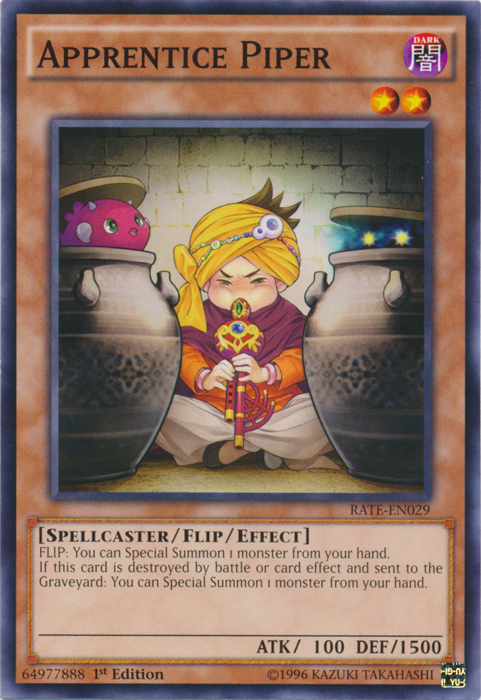 APPRENTICE PIPER
DARK
闇
RATE-EN029
[SPELLCASTER/FLIP/EFFECT]
FLIP: You can Special Summon 1 monster from your hand.
If this card is destroyed by battle or card effect and sent to the
Graveyard: You can Special Summon 1 monster from your hand.
ATK/ 100 DEF/1500
64977888 1st Edition ©1996 KAZUKI TAKAHASHI